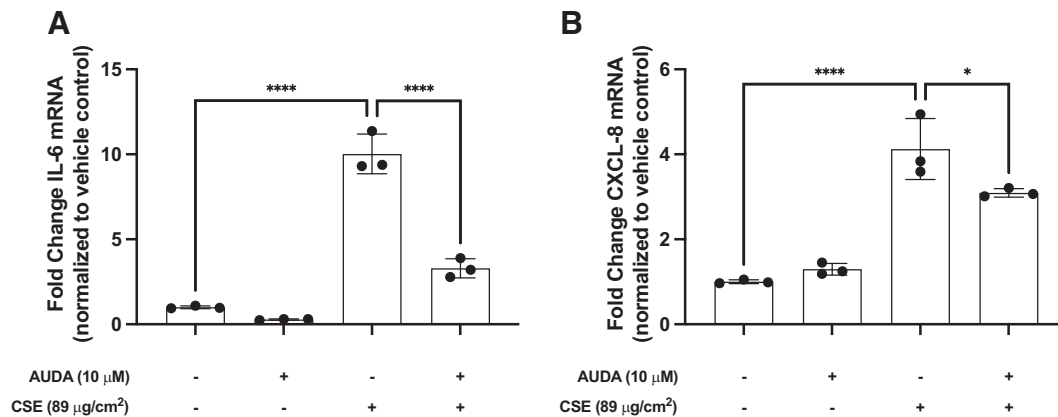 A
Fold Change IL-6 mRNA
(normalized to vehicle control)
15
10
5
0
****
****
AUDA (10 μM) - + - +
CSE (89 μg/cm²) - - + +
B
Fold Change CXCL-8 mRNA
(normalized to vehicle control)
6
4
2
0
****
*
AUDA (10 μM) - + - +
CSE (89 μg/cm²) - - + +